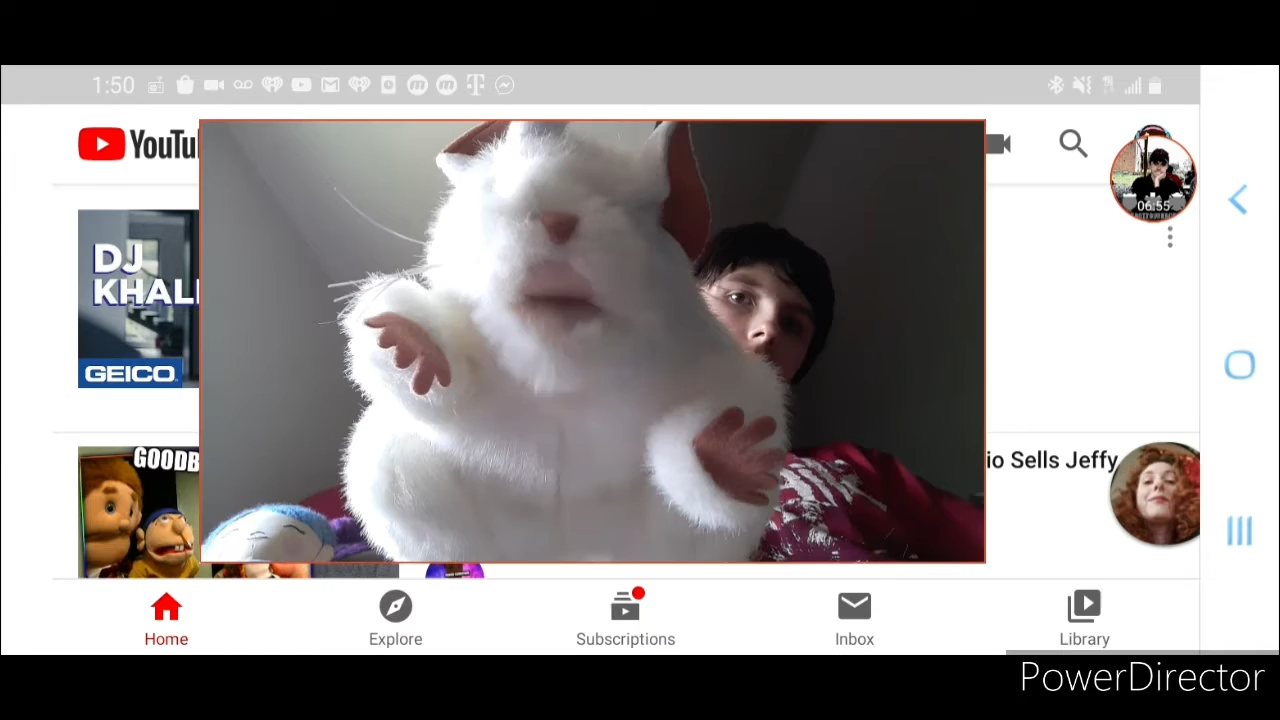 1:50
YouTu
06:55
DJ
KHAL
GEICO
GOODB
io Sells Jeffy
Home
Explore
Subscriptions
Inbox
Library
PowerDirector